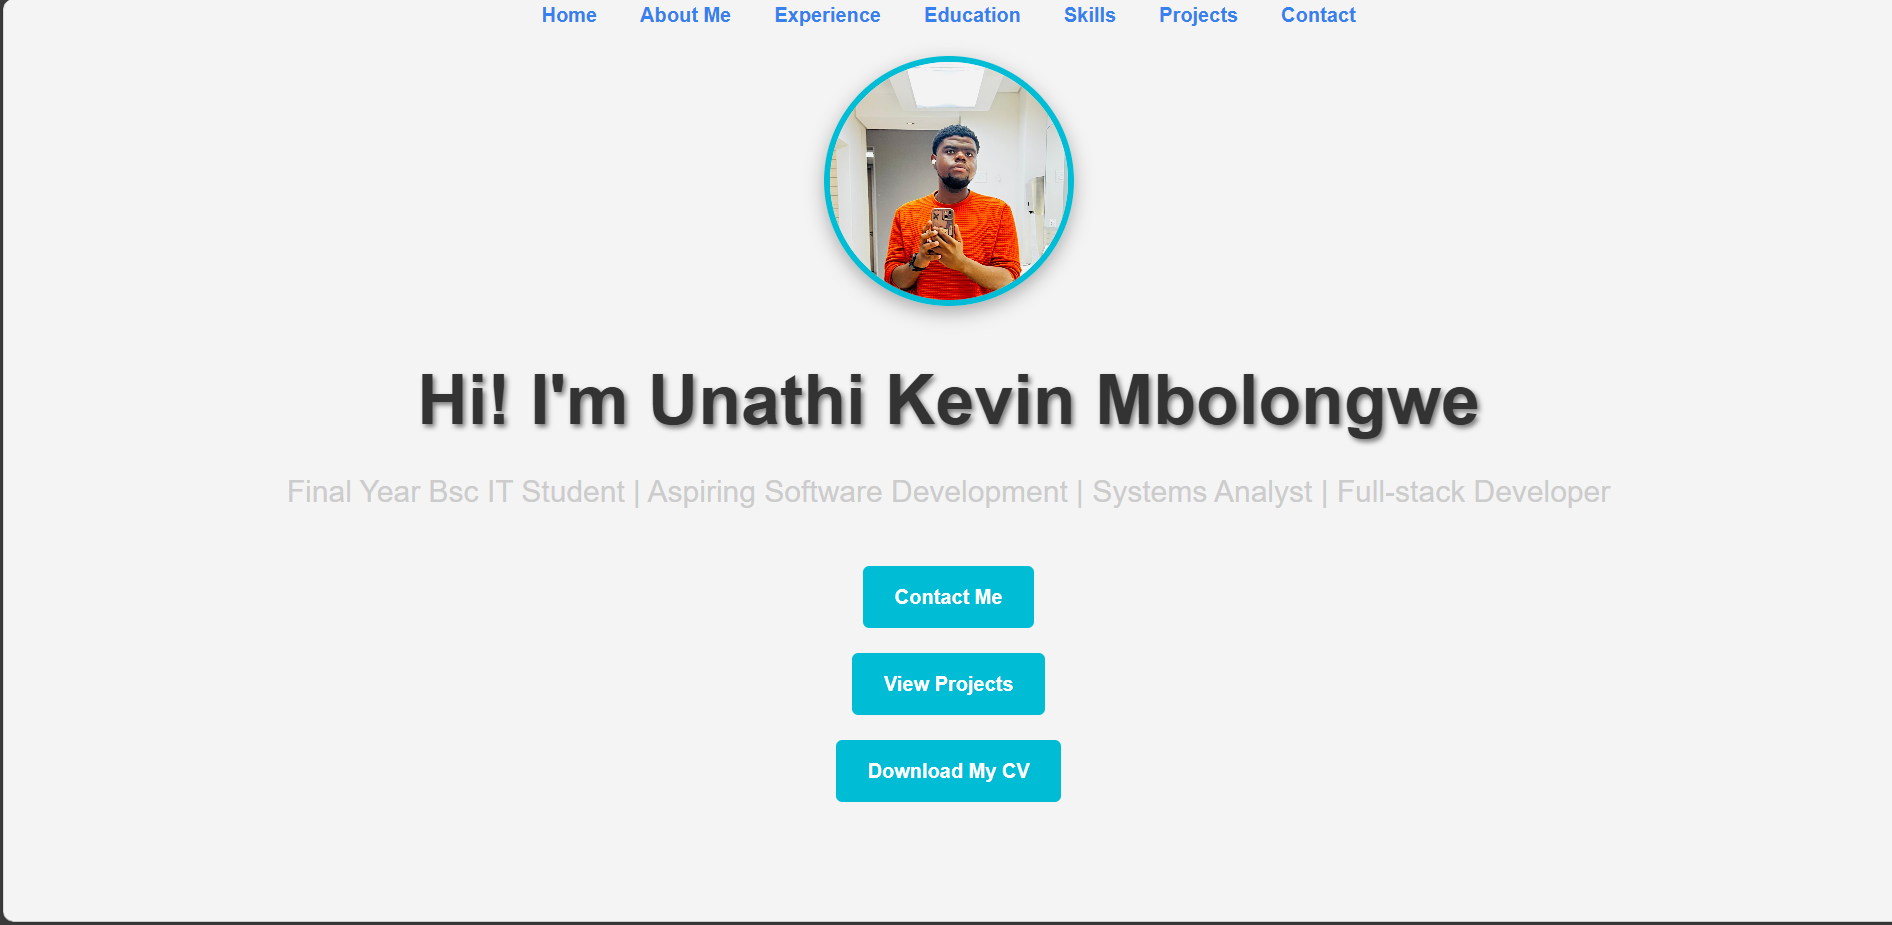 Home About Me Experience Education Skills Projects Contact
Hi! I'm Unathi Kevin Mbolongwe
Final Year Bsc IT Student | Aspiring Software Development | Systems Analyst | Full-stack Developer
Contact Me
View Projects
Download My CV